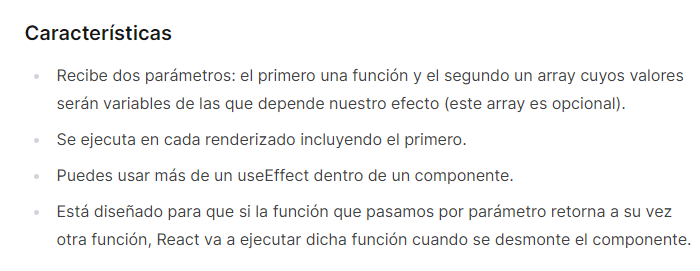 Características
Recibe dos parámetros: el primero una función y el segundo un array cuyos valores
serán variables de las que depende nuestro efecto (este array es opcional).
Se ejecuta en cada renderizado incluyendo el primero.
Puedes usar más de un useEffect dentro de un componente.
Está diseñado para que si la función que pasamos por parámetro retorna a su vez
otra función, React va a ejecutar dicha función cuando se desmonte el componente.